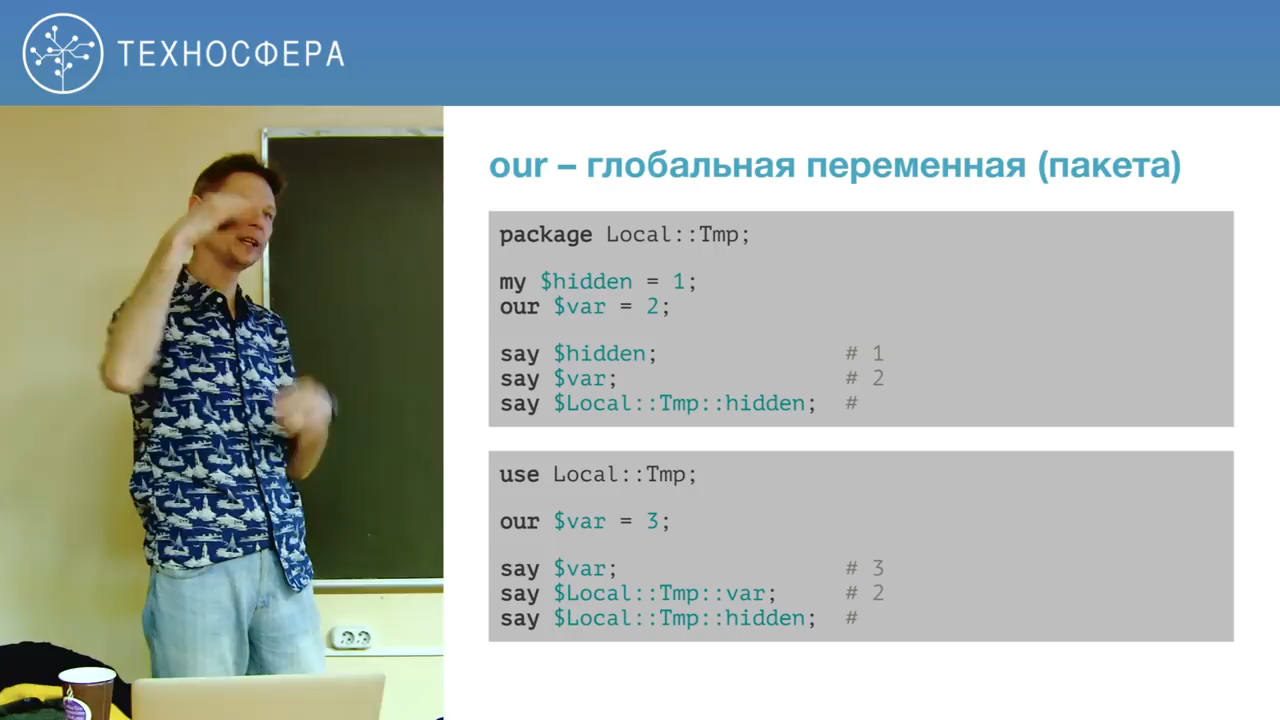 ТЕХНОСФЕРА
our – глобальная переменная (пакета)
package Local::Tmp;
my $hidden = 1;
our $var = 2;
say $hidden; # 1
say $var; # 2
say $Local::Tmp::hidden; #
use Local::Tmp;
our $var = 3;
say $var; # 3
say $Local::Tmp::var; # 2
say $Local::Tmp::hidden; #